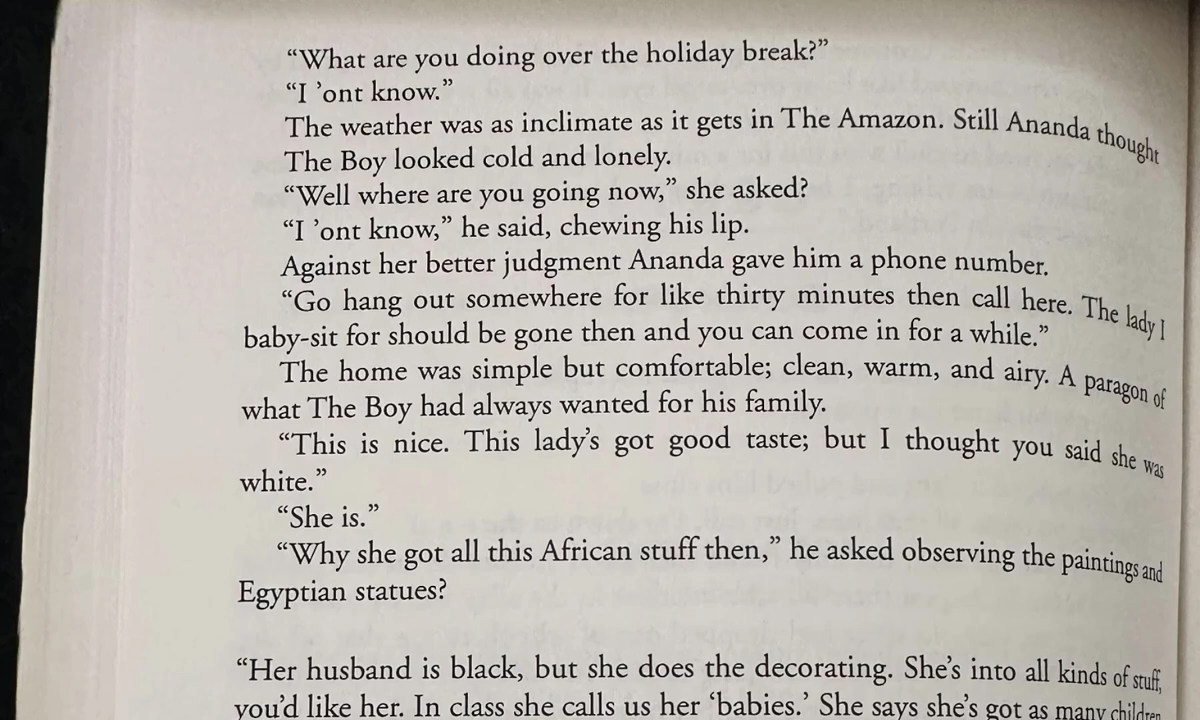 “What are you doing over the holiday break?”
“I ’ont know.”
The weather was as inclimate as it gets in The Amazon. Still Ananda thought
The Boy looked cold and lonely.
“Well where are you going now,” she asked?
“I ’ont know,” he said, chewing his lip.
Against her better judgment Ananda gave him a phone number.
“Go hang out somewhere for like thirty minutes then call here. The lady I
baby-sit for should be gone then and you can come in for a while.”
The home was simple but comfortable; clean, warm, and airy. A paragon of
what The Boy had always wanted for his family.
“This is nice. This lady’s got good taste; but I thought you said she was
white.”
“She is.”
“Why she got all this African stuff then,” he asked observing the paintings and
Egyptian statues?
“Her husband is black, but she does the decorating. She’s into all kinds of stuff,
you’d like her. In class she calls us her ‘babies.’ She says she’s got as many children